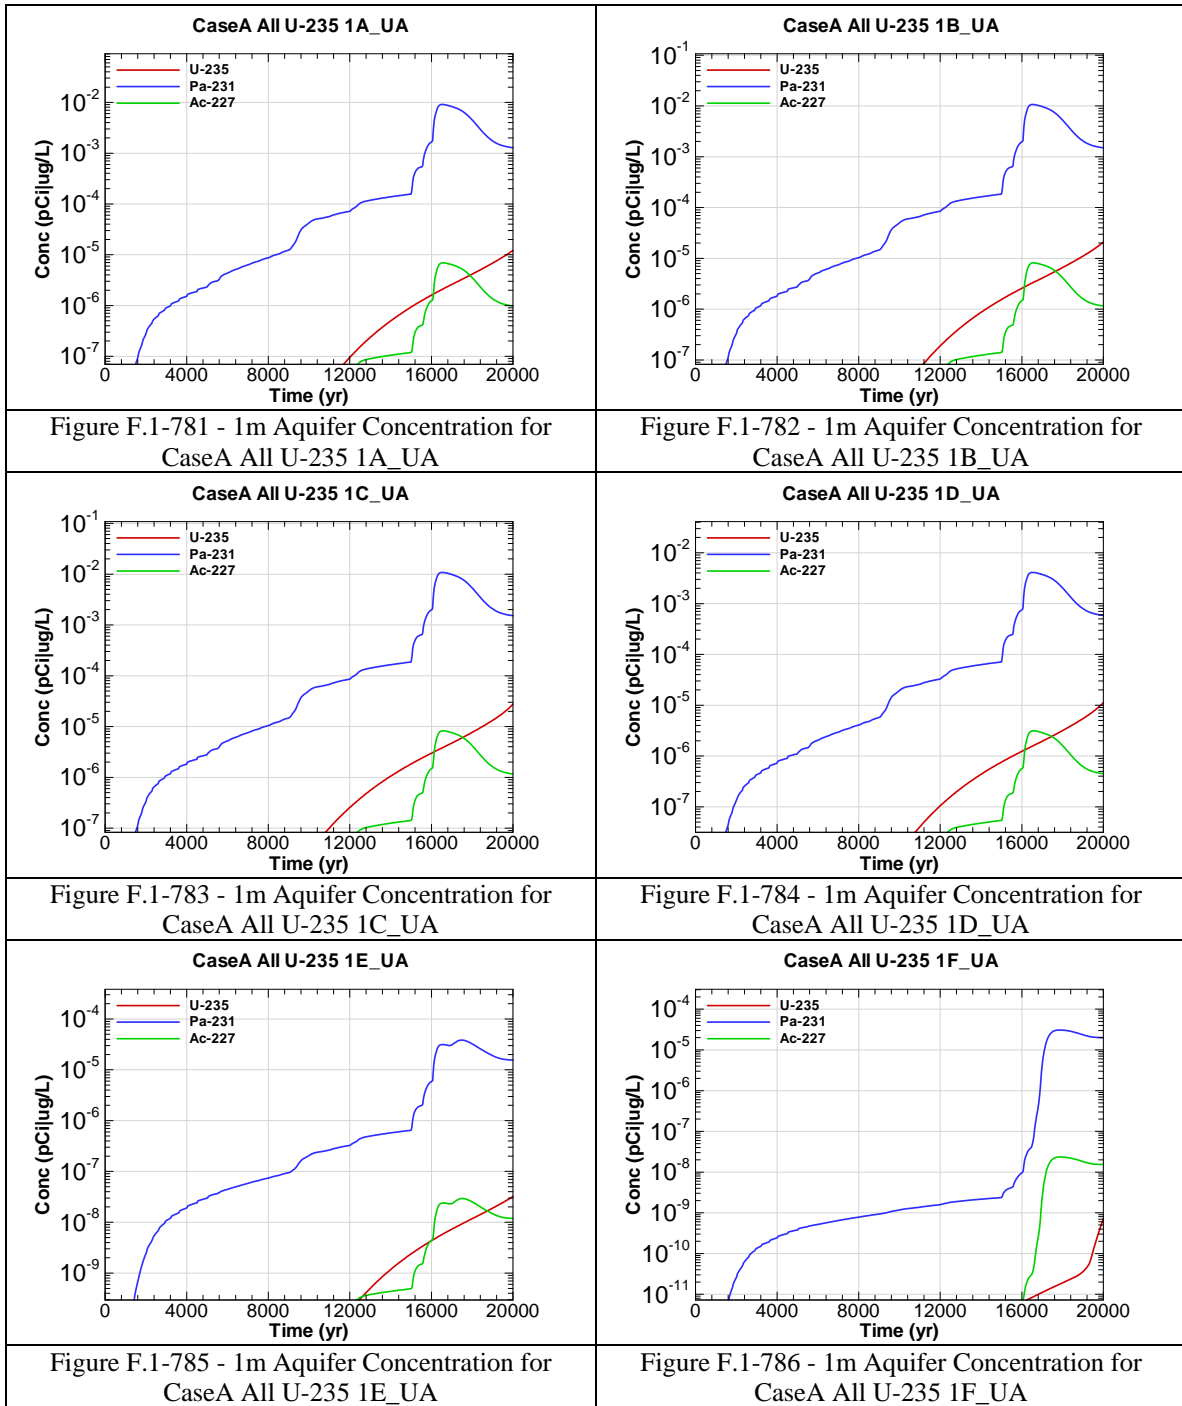 CaseA All U-235 1A_UA
U-235
Pa-231
Ac-227
10-2
10-3
10-4
10-5
10-6
10-7
Conc (pCi|ug/L)
0 4000 8000 12000 16000 20000
Time (yr)
Figure F.1-781 - 1m Aquifer Concentration for
CaseA All U-235 1A_UA
CaseA All U-235 1B_UA
U-235
Pa-231
Ac-227
10-1
10-2
10-3
10-4
10-5
10-6
10-7
Conc (pCi|ug/L)
0 4000 8000 12000 16000 20000
Time (yr)
Figure F.1-782 - 1m Aquifer Concentration for
CaseA All U-235 1B_UA
CaseA All U-235 1C_UA
U-235
Pa-231
Ac-227
10-1
10-2
10-3
10-4
10-5
10-6
10-7
Conc (pCi|ug/L)
0 4000 8000 12000 16000 20000
Time (yr)
Figure F.1-783 - 1m Aquifer Concentration for
CaseA All U-235 1C_UA
CaseA All U-235 1D_UA
U-235
Pa-231
Ac-227
10-2
10-3
10-4
10-5
10-6
10-7
Conc (pCi|ug/L)
0 4000 8000 12000 16000 20000
Time (yr)
Figure F.1-784 - 1m Aquifer Concentration for
CaseA All U-235 1D_UA
CaseA All U-235 1E_UA
U-235
Pa-231
Ac-227
10-4
10-5
10-6
10-7
10-8
10-9
Conc (pCi|ug/L)
0 4000 8000 12000 16000 20000
Time (yr)
Figure F.1-785 - 1m Aquifer Concentration for
CaseA All U-235 1E_UA
CaseA All U-235 1F_UA
U-235
Pa-231
Ac-227
10-4
10-5
10-6
10-7
10-8
10-9
10-10
10-11
Conc (pCi|ug/L)
0 4000 8000 12000 16000 20000
Time (yr)
Figure F.1-786 - 1m Aquifer Concentration for
CaseA All U-235 1F_UA